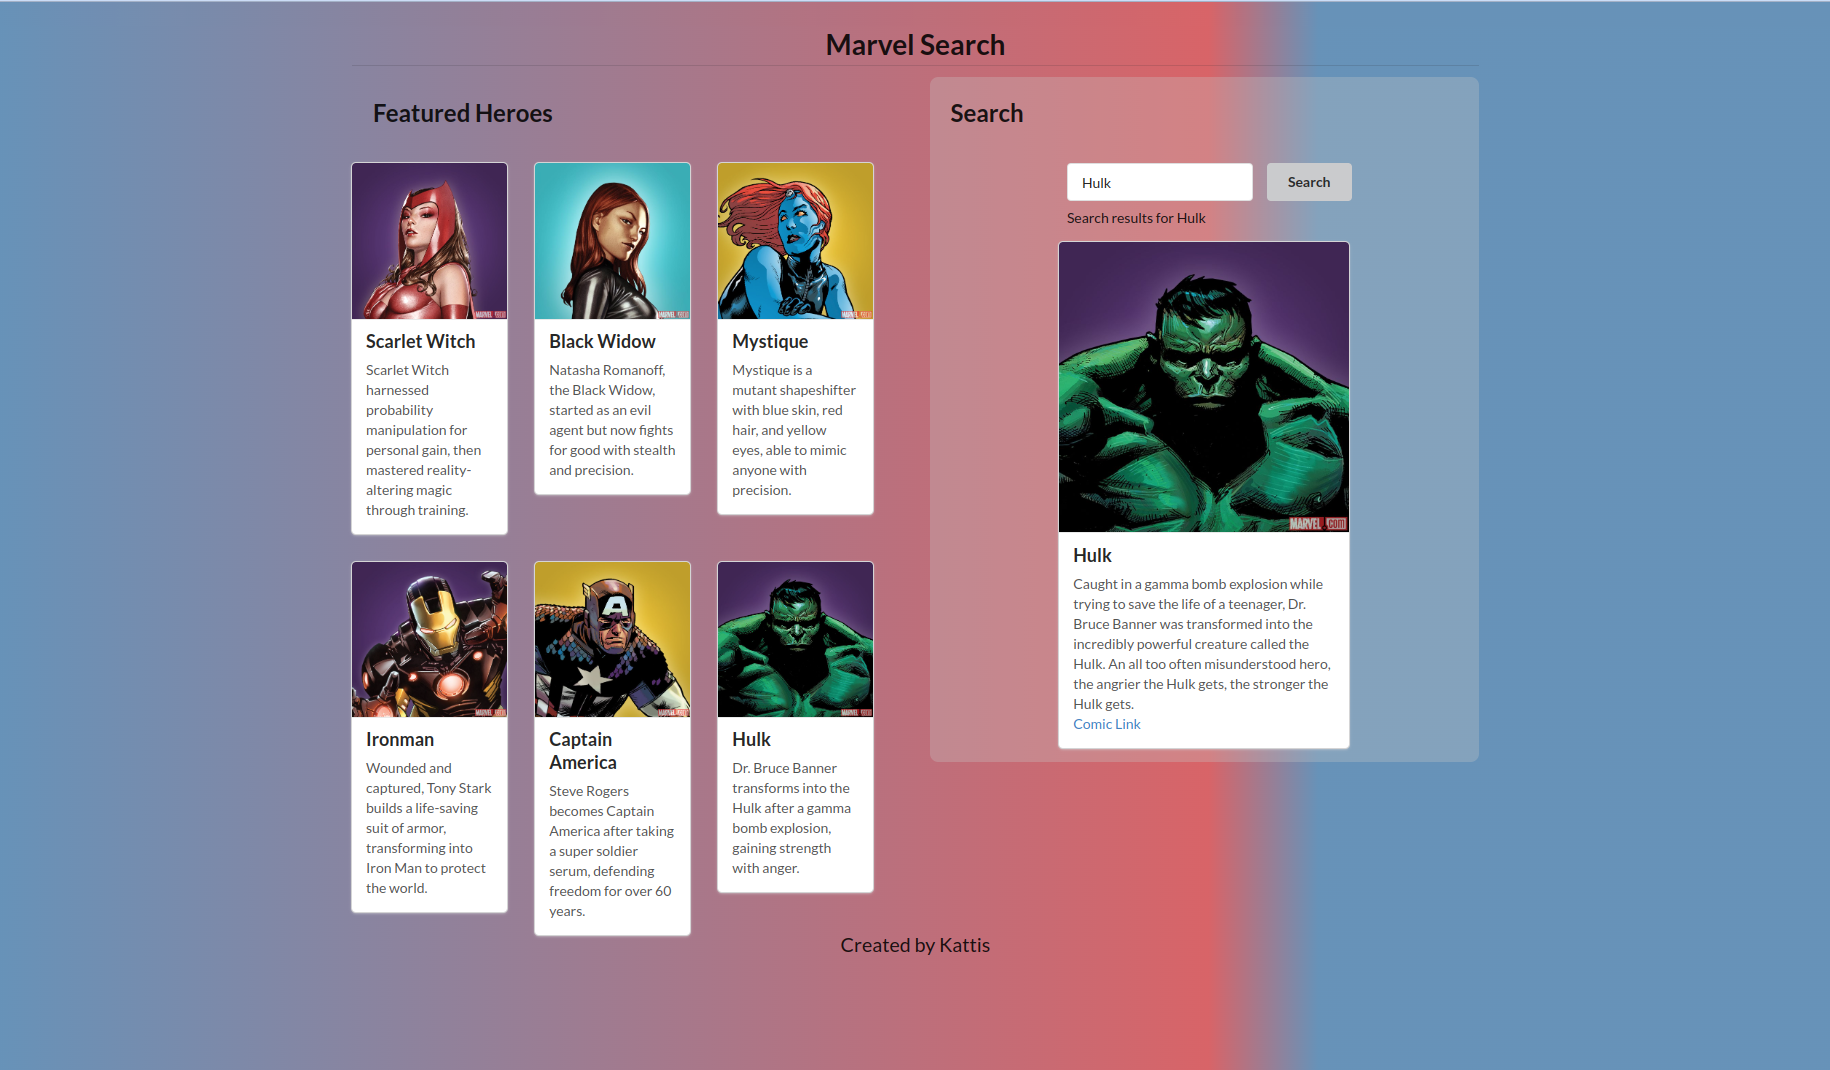 Marvel Search
Featured Heroes
Scarlet Witch
Scarlet Witch
harnessed
probability
manipulation for
personal gain, then
mastered reality-
altering magic
through training.
Black Widow
Natasha Romanoff,
the Black Widow,
started as an evil
agent but now fights
for good with stealth
and precision.
Mystique
Mystique is a
mutant shapeshifter
with blue skin, red
hair, and yellow
eyes, able to mimic
anyone with
precision.
Ironman
Wounded and
captured, Tony Stark
builds a life-saving
suit of armor,
transforming into
Iron Man to protect
the world.
A
Captain
America
Steve Rogers
becomes Captain
America after taking
a super soldier
serum, defending
freedom for over 60
years.
Hulk
Dr. Bruce Banner
transforms into the
Hulk after a gamma
bomb explosion,
gaining strength
with anger.
Search
Hulk
Search
Search results for Hulk
MARVEL.com
Hulk
Caught in a gamma bomb explosion while
trying to save the life of a teenager, Dr.
Bruce Banner was transformed into the
incredibly powerful creature called the
Hulk. An all too often misunderstood hero,
the angrier the Hulk gets, the stronger the
Hulk gets.
Comic Link
Created by Kattis